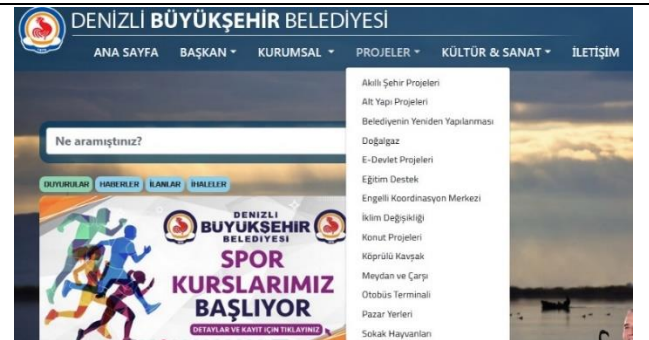 DENİZLİ BÜYÜKŞEHİR BELEDİYESİ
ANA SAYFA BAŞKAN KURUMSAL PROJELER KÜLTÜR & SANAT İLETİŞİM
Akıllı Şehir Projeleri
Alt Yapı Projeleri
Belediyenin Yeniden Yapılanması
Doğalgaz
E-Devlet Projeleri
Eğitim Destek
Engelli Koordinasyon Merkezi
İklim Değişikliği
Konut Projeleri
Köprülü Kavşak
Meydan ve Çarşı
Otobüs Terminali
Pazar Yerleri
Sokak Hayvanları
Ne aramıştınız?
DUYURULAR HABERLER İLANLAR İHALELER
DENİZLİ
BÜYÜKŞEHİR
BELEDİYESİ
SPOR
KURSLARIMIZ
BAŞLIYOR
DETAYLAR VE KAYIT İÇİN TIKLAYINIZ